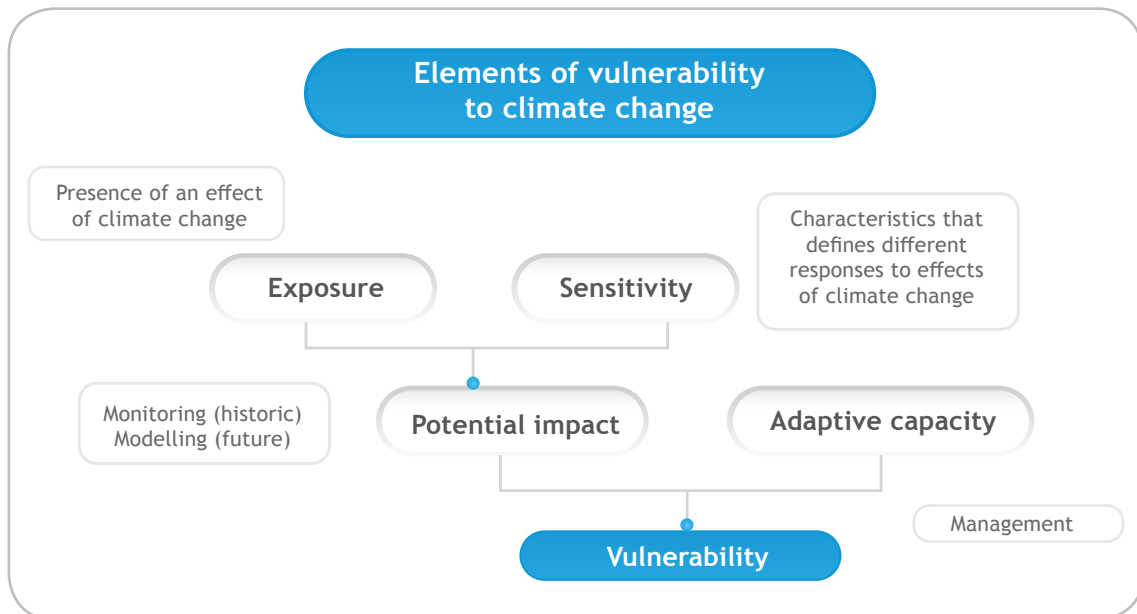 Elements of vulnerability
to climate change
Presence of an effect
of climate change
Characteristics that
defines different
responses to effects
of climate change
Exposure
Sensitivity
Monitoring (historic)
Modelling (future)
Potential impact
Adaptive capacity
Management
Vulnerability